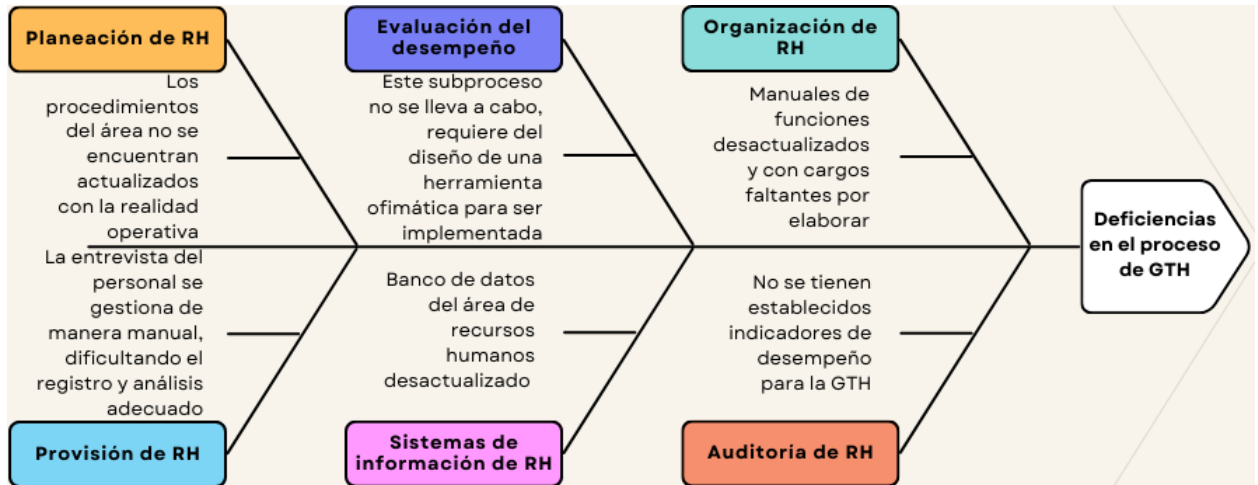 Planeación de RH
Los
procedimientos
del área no se
encuentran
actualizados
con la realidad
operativa
Evaluación del
desempeño
Este subproceso
no se lleva a cabo,
requiere del
diseño de una
herramienta
ofimática para ser
implementada
Organización de
RH
Manuales de
funciones
desactualizados
y con cargos
faltantes por
elaborar
Deficiencias
en el proceso
de GTH
La entrevista del
personal se
gestiona de
manera manual,
dificultando el
registro y análisis
adecuado
Provisión de RH
Banco de datos
del área de
recursos
humanos
desactualizado
Sistemas de
información de RH
No se tienen
establecidos
indicadores de
desempeño
para la GTH
Auditoria de RH